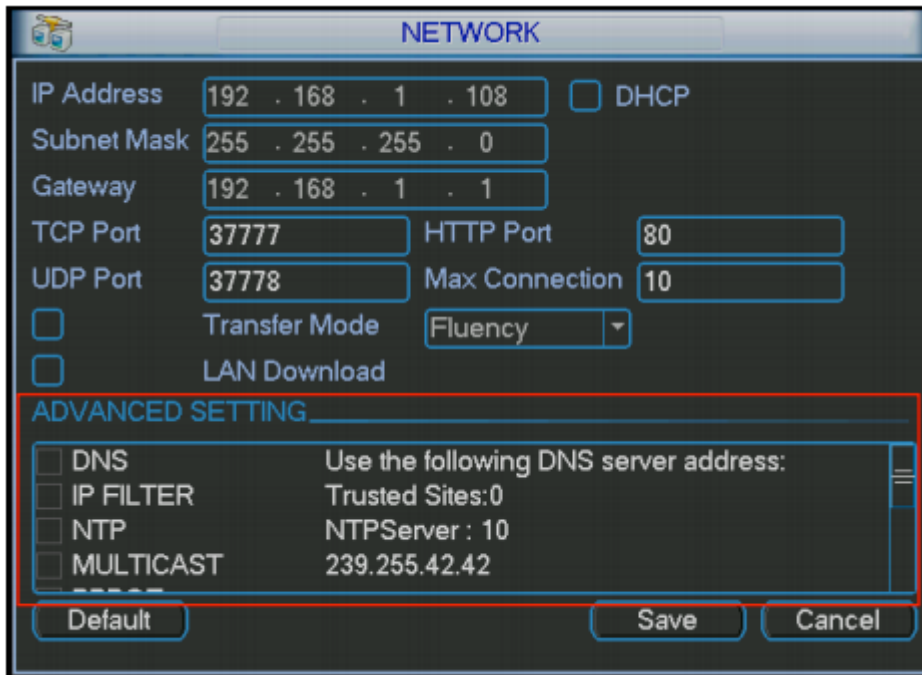 NETWORK
IP Address 192 . 168 . 1 . 108 DHCP
Subnet Mask 255 . 255 . 255 . 0
Gateway 192 . 168 . 1 . 1
TCP Port 37777 HTTP Port 80
UDP Port 37778 Max Connection 10
Transfer Mode Fluency
LAN Download
ADVANCED SETTING
DNS Use the following DNS server address:
IP FILTER Trusted Sites:0
NTP NTPServer : 10
MULTICAST 239.255.42.42
Default Save Cancel